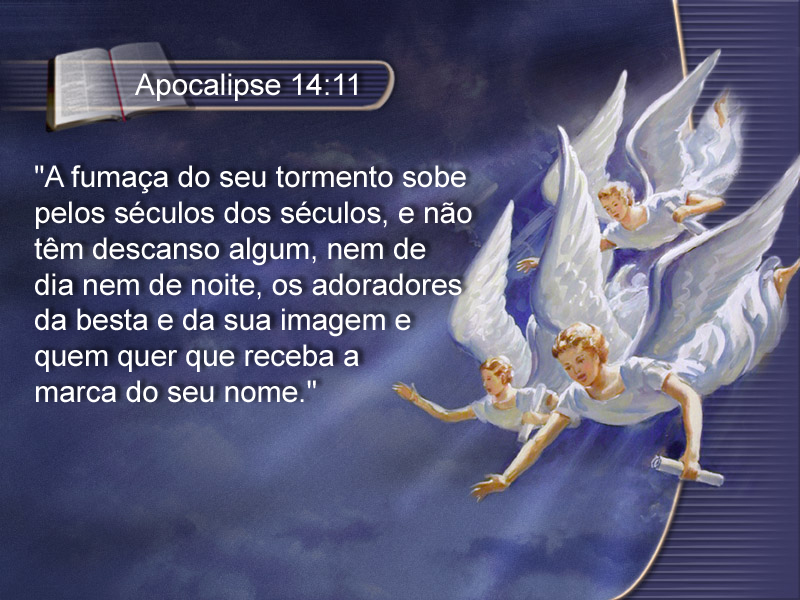 Apocalipse 14:11
"A fumaça do seu tormento sobe
pelos séculos dos séculos, e não
têm descanso algum, nem de
dia nem de noite, os adoradores
da besta e da sua imagem e
quem quer que receba a
marca do seu nome."